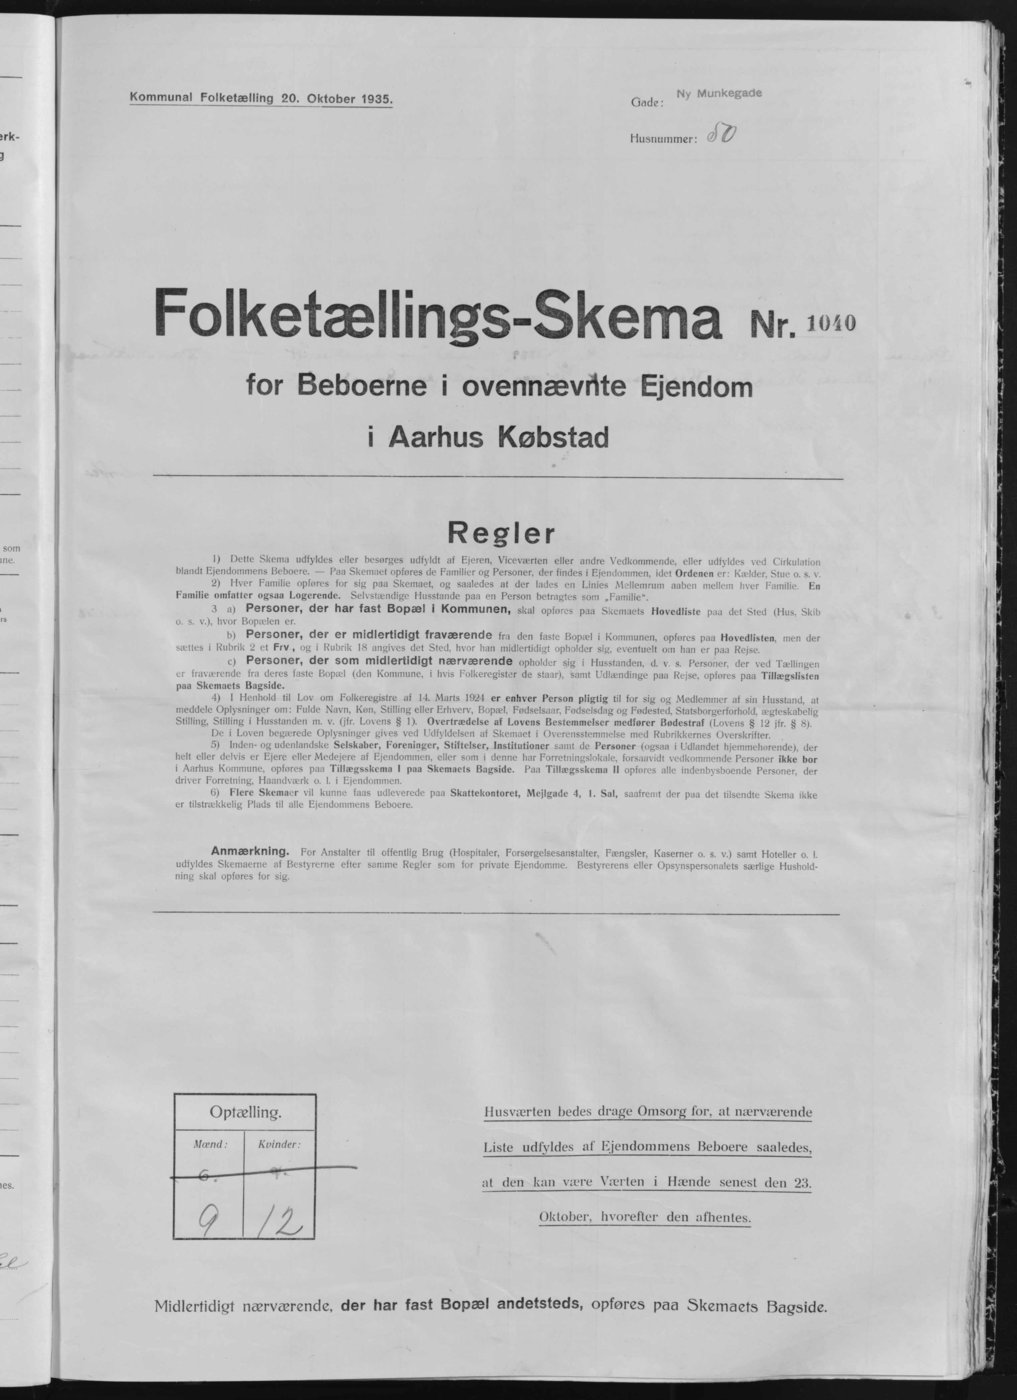 Kommunal Folketælling 20. Oktober 1935.
Gade: Ny Munkegade
Husnummer: 50
Folketællings-Skema Nr. 1040
for Beboerne i ovennævnte Ejendom
i Aarhus Købstad
Regler
1) Dette Skema udfyldes eller besørges udfyldt af Ejeren, Viceværten eller andre Vedkommende, eller udfyldes ved Cirkulation
blandt Ejendommens Beboere. — Paa Skemaet opføres de Familier og Personer, der findes i Ejendommen, idet Ordenen er: Kælder, Stue o. s. v.
2) Hver Familie opføres for sig paa Skemaet, og saaledes at der lades en Linies Mellemrum aaben mellem hver Familie. En
Familie omfatter ogsaa Logerende. Selvstændige Husstande paa en Person betragtes som „Familie“.
3 a) Personer, der har fast Bopæl i Kommunen, skal opføres paa Skemaets Hovedliste paa det Sted (Hus, Skib
o. s. v.), hvor Bopælen er.
b) Personer, der er midlertidigt fraværende fra den faste Bopæl i Kommunen, opføres paa Hovedlisten, men der
sættes i Rubrik 2 et Frv., og i Rubrik 18 angives det Sted, hvor han midlertidigt opholder sig, eventuelt om han er paa Rejse.
c) Personer, der som midlertidigt nærværende opholder sig i Husstanden, d. v. s. Personer, der ved Tællingen
er fraværende fra deres faste Bopæl (den Kommune, i hvis Folkeregister de staar), samt Udlændinge paa Rejse, opføres paa Tillægslisten
paa Skemaets Bagside.
4) I Henhold til Lov om Folkeregistre af 14. Marts 1924 er enhver Person pligtig til for sig og Medlemmer af sin Husstand, at
meddele Oplysninger om: Fulde Navn, Køn, Stilling eller Erhverv, Bopæl, Fødselsaar, Fødselsdag og Fødested, Statsborgerforhold, ægteskabelig
Stilling, Stilling i Husstanden m. v. (jfr. Lovens § 1). Overtrædelse af Lovens Bestemmelser medfører Bødestraf (Lovens § 12 jfr. § 8).
De i Loven begærede Oplysninger gives ved Udfyldelsen af Skemaet i Overensstemmelse med Rubrikkernes Overskrifter.
5) Inden- og udenlandske Selskaber, Foreninger, Stiftelser, Institutioner samt de Personer (ogsaa i Udlandet hjemmehørende), der
helt eller delvis er Ejere eller Medejere af Ejendommen, eller som i denne har Forretningslokale, forsaavidt vedkommende Personer ikke bor
i Aarhus Kommune, opføres paa Tillægsskema I paa Skemaets Bagside. Paa Tillægsskema II opføres alle indenbysboende Personer, der
driver Forretning, Haandværk o. l. i Ejendommen.
6) Flere Skemaer vil kunne faas udleverede paa Skattekontoret, Mejlgade 4, 1. Sal, saafremt der paa det tilsendte Skema ikke
er tilstrækkelig Plads til alle Ejendommens Beboere.
Anmærkning. For Anstalter til offentlig Brug (Hospitaler, Forsørgelsesanstalter, Fængsler, Kaserner o. s. v.) samt Hoteller o. l.
udfyldes Skemaerne af Bestyrerne efter samme Regler som for private Ejendomme. Bestyrerens eller Opsynspersonalets særlige Hushold-
ning skal opføres for sig.
Optælling.
Mænd: Kvinder:
6. 9.
9 12
Husværten bedes drage Omsorg for, at nærværende
Liste udfyldes af Ejendommens Beboere saaledes,
at den kan være Værten i Hænde senest den 23.
Oktober, hvorefter den afhentes.
Midlertidigt nærværende, der har fast Bopæl andetsteds, opføres paa Skemaets Bagside.